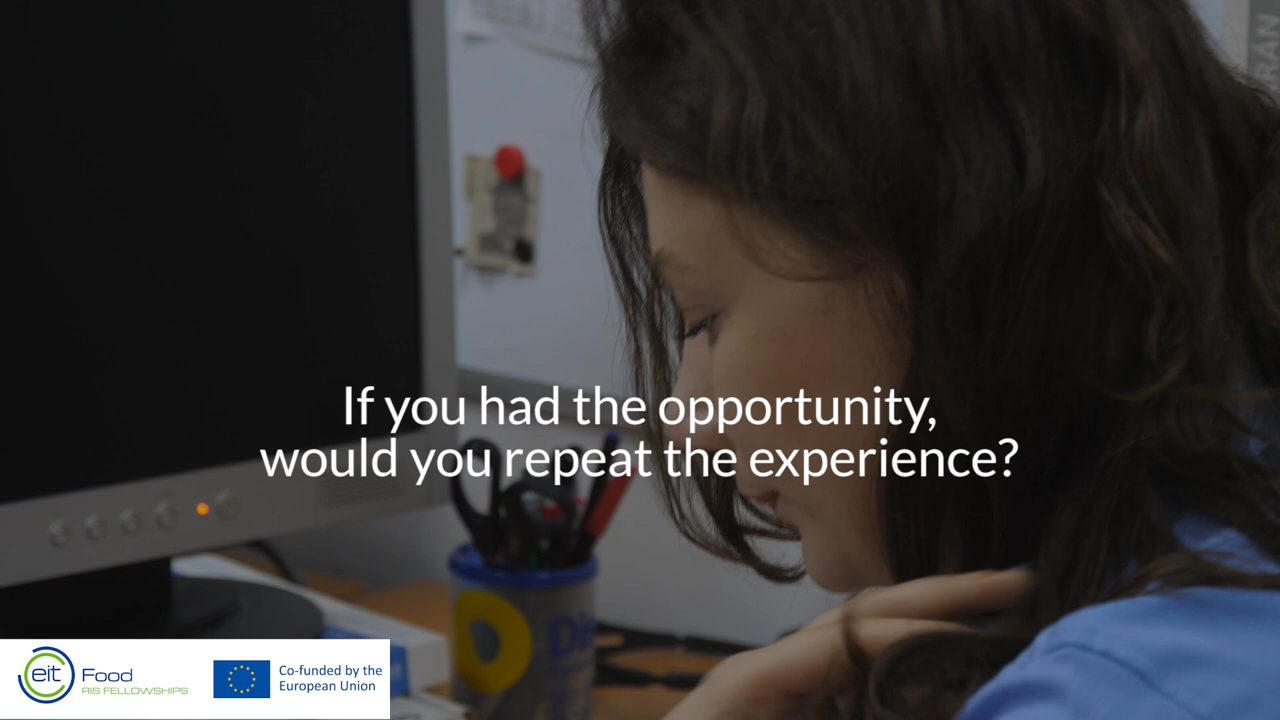 RAN
If you had the opportunity,
would you repeat the experience?
eit Food
RIS FELLOWSHIPS
Co-funded by the
European Union